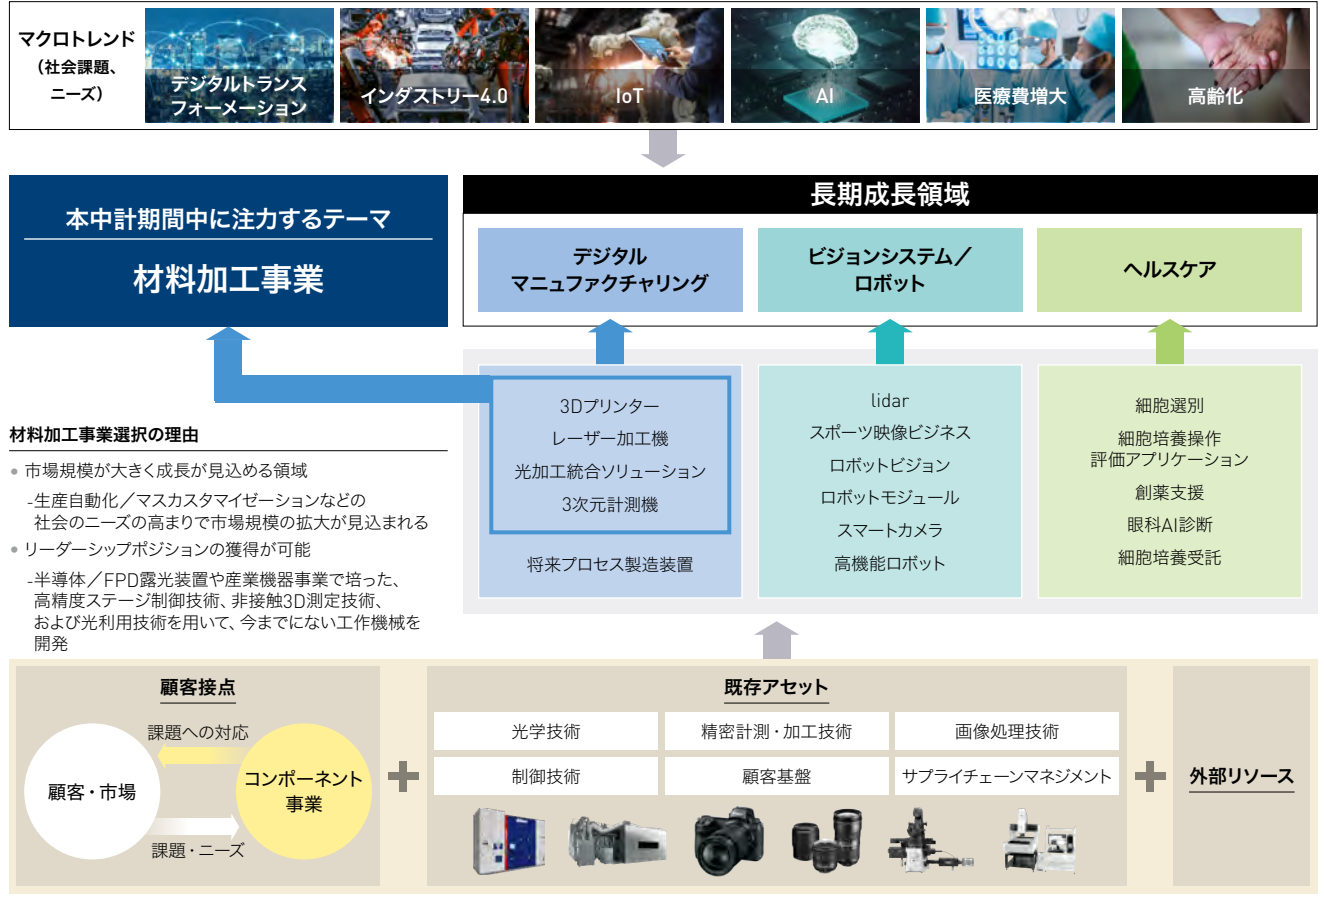 マクロトレンド
（社会課題、
ニーズ）
デジタルトランス
フォーメーション
インダストリー4.0
IoT
AI
医療費増大
高齢化
本中計期間中に注力するテーマ
材料加工事業
長期成長領域
デジタル
マニュファクチャリング
ビジョンシステム／
ロボット
ヘルスケア
3Dプリンター
レーザー加工機
光加工統合ソリューション
3次元計測機
将来プロセス製造装置
lidar
スポーツ映像ビジネス
ロボットビジョン
ロボットモジュール
スマートカメラ
高機能ロボット
細胞選別
細胞培養操作
評価アプリケーション
創薬支援
眼科AI診断
細胞培養受託
材料加工事業選択の理由
● 市場規模が大きく成長が見込める領域
-生産自動化／マスカスタマイゼーションなどの
社会のニーズの高まりで市場規模の拡大が見込まれる
● リーダーシップポジションの獲得が可能
-半導体／FPD露光装置や産業機器事業で培った、
高精度ステージ制御技術、非接触3D測定技術、
および光利用技術を用いて、今までにない工作機械を
開発
顧客接点
課題への対応
顧客・市場
コンポーネント
事業
課題・ニーズ
既存アセット
光学技術
精密計測・加工技術
画像処理技術
制御技術
顧客基盤
サプライチェーンマネジメント
外部リソース